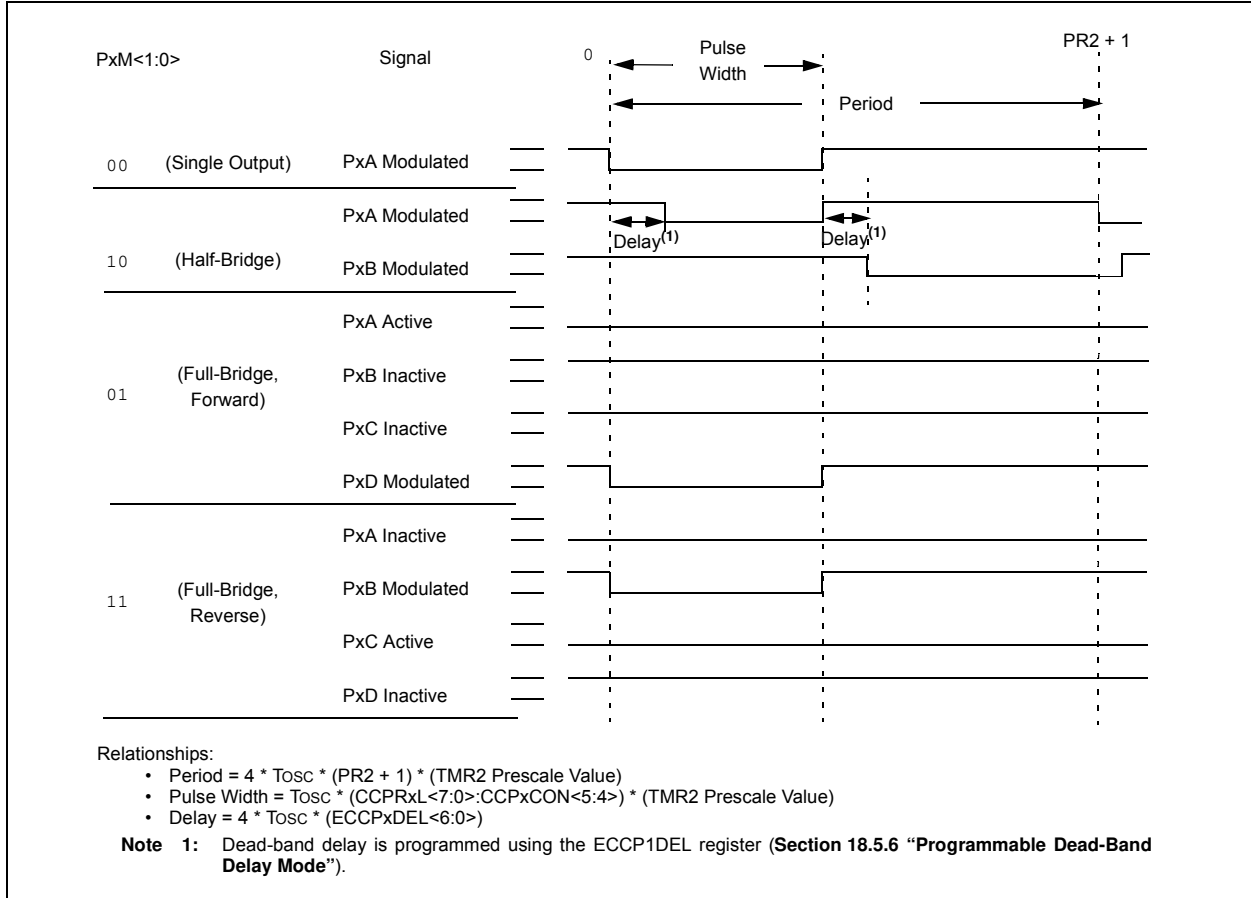 PxM<1:0> Signal 0 Pulse Width PR2 + 1
Period
00 (Single Output) PxA Modulated
PxA Modulated
Delay(1) Delay(1)
10 (Half-Bridge) PxB Modulated
PxA Active
01 (Full-Bridge, Forward) PxB Inactive
PxC Inactive
PxD Modulated
PxA Inactive
11 (Full-Bridge, Reverse) PxB Modulated
PxC Active
PxD Inactive
Relationships:
• Period = 4 * TOSC * (PR2 + 1) * (TMR2 Prescale Value)
• Pulse Width = TOSC * (CCPRxL<7:0>:CCPxCON<5:4>) * (TMR2 Prescale Value)
• Delay = 4 * TOSC * (ECCPxDEL<6:0>)
Note 1: Dead-band delay is programmed using the ECCP1DEL register (Section 18.5.6 “Programmable Dead-Band
Delay Mode”).